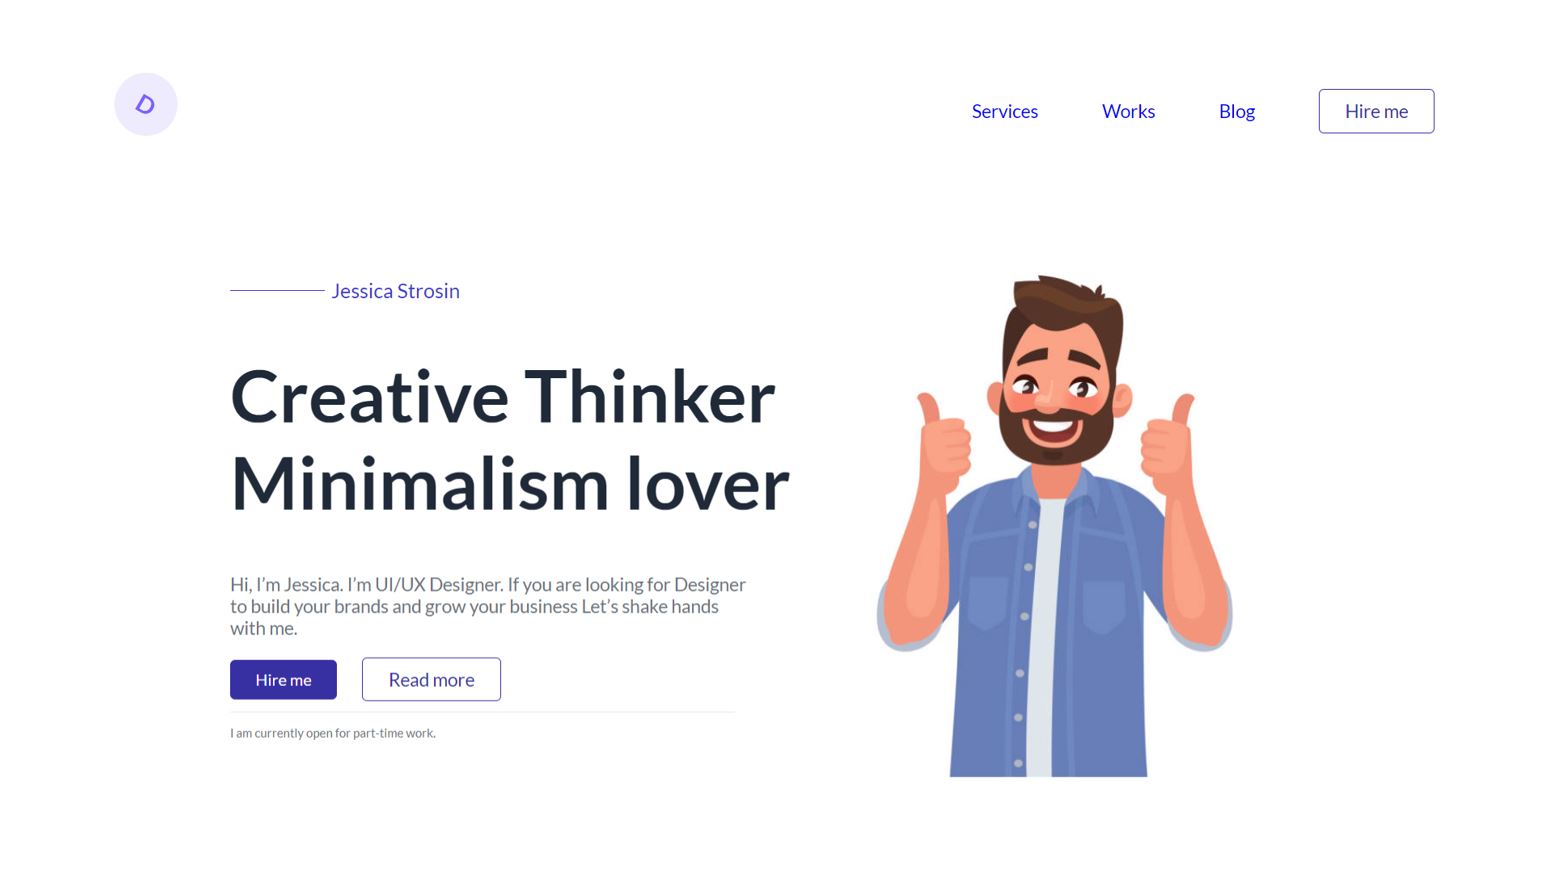 D
Services Works Blog Hire me
Jessica Strosin
Creative Thinker
Minimalism lover
Hi, I’m Jessica. I’m UI/UX Designer. If you are looking for Designer
to build your brands and grow your business Let’s shake hands
with me.
Hire me Read more
I am currently open for part-time work.